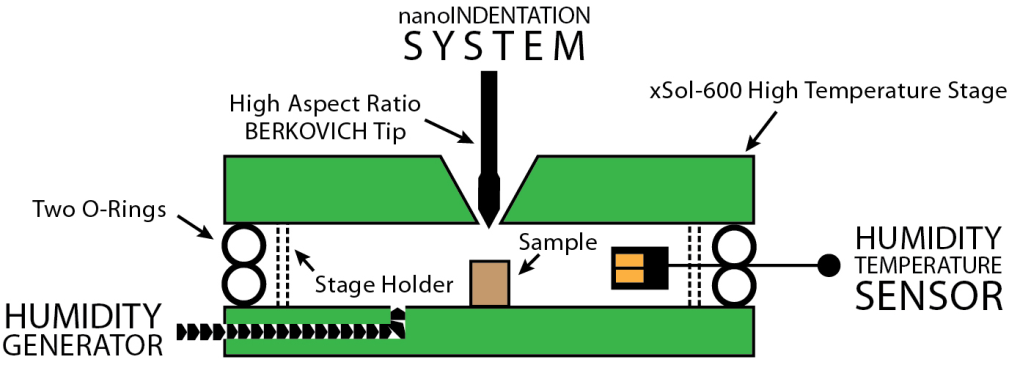 nanoINDENTATION
SYSTEM
High Aspect Ratio
BERKOVICH Tip
xSol-600 High Temperature Stage
Two O-Rings
Sample
Stage Holder
HUMIDITY
TEMPERATURE
SENSOR
HUMIDITY
GENERATOR